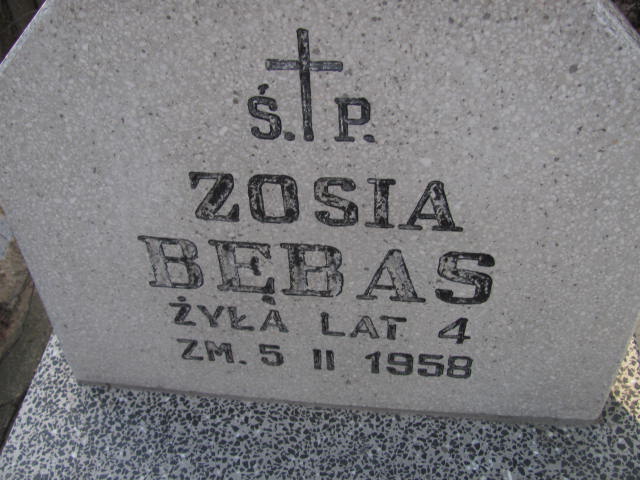 Ś. P.
ZOSIA
BĘBAS
ŻYŁA LAT 4
ZM. 5 II 1958